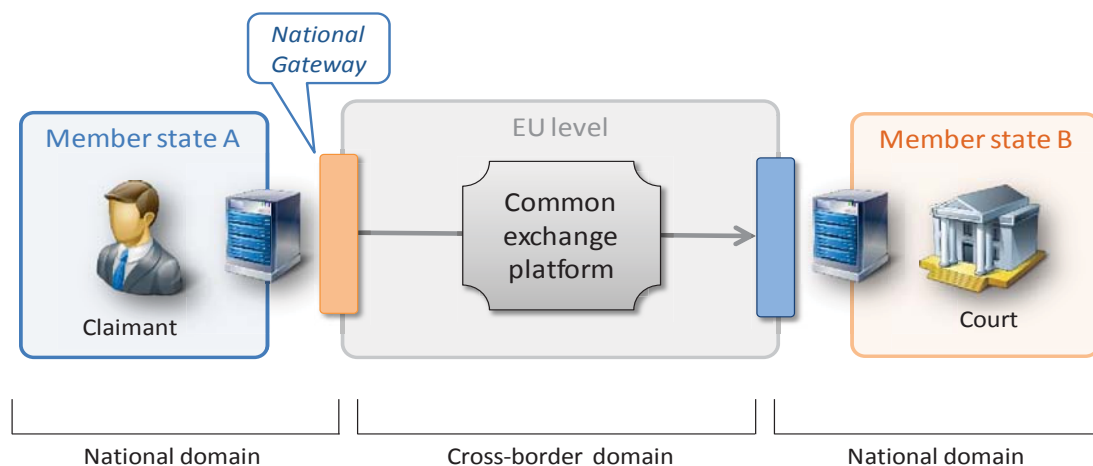 National
Gateway
Member state A
EU level
Member state B
Common
exchange
platform
Claimant
Court
National domain
Cross-border domain
National domain